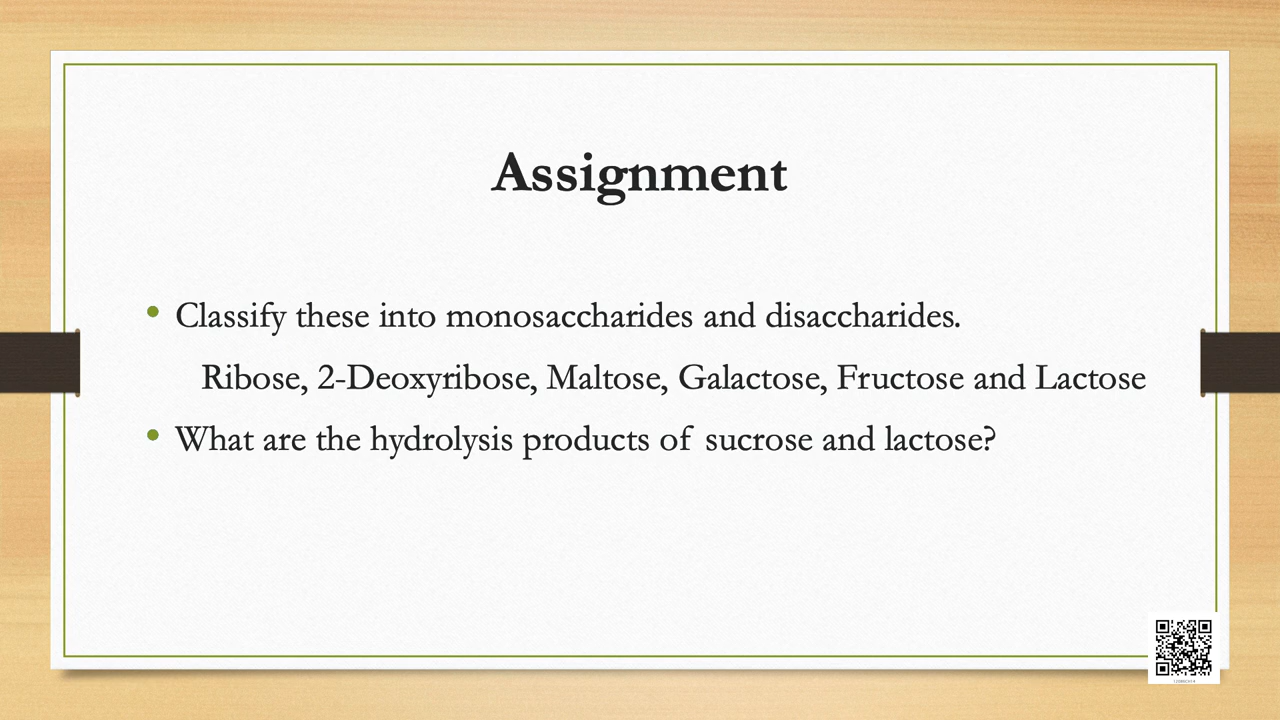 Assignment
• Classify these into monosaccharides and disaccharides.
Ribose, 2-Deoxyribose, Maltose, Galactose, Fructose and Lactose
• What are the hydrolysis products of sucrose and lactose?